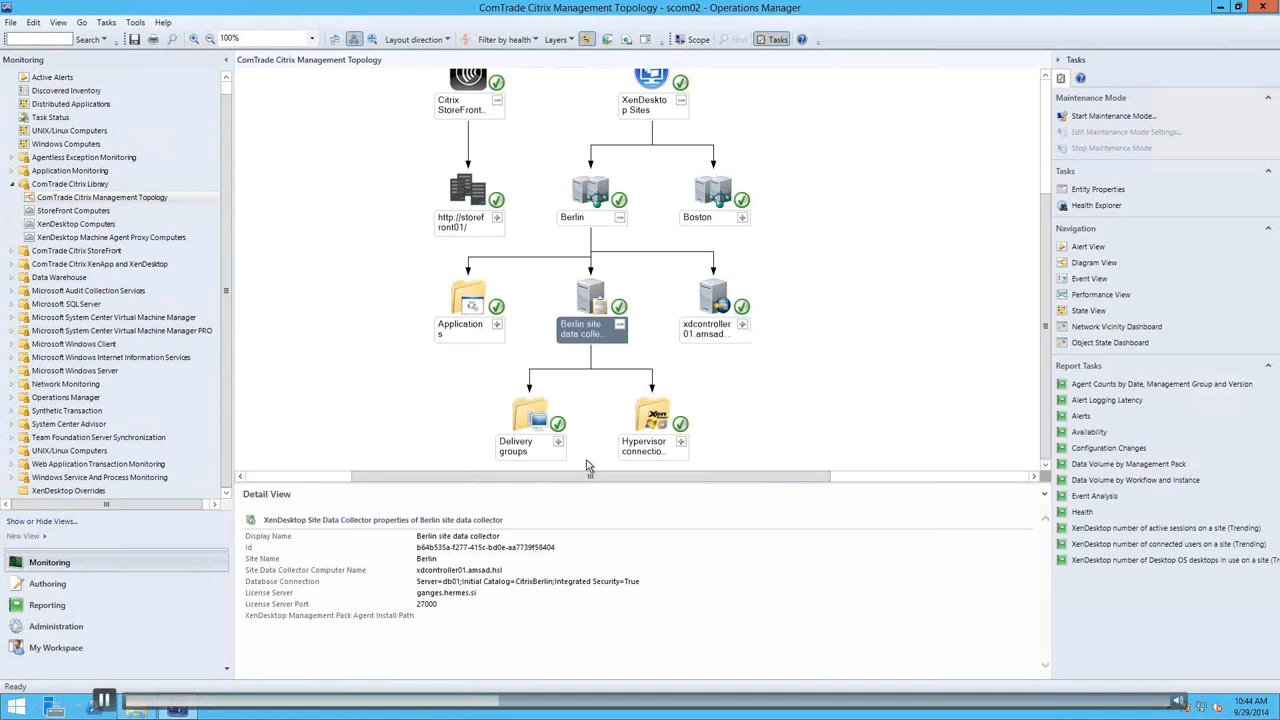 ComTrade Citrix Management Topology - scom02 - Operations Manager
File Edit View Go Tasks Tools Help
Search 100% Layout direction Filter by health Layers Scope Find Tasks
Monitoring
Active Alerts
Discovered Inventory
Distributed Applications
Task Status
UNIX/Linux Computers
Windows Computers
Agentless Exception Monitoring
Application Monitoring
ComTrade Citrix Library
ComTrade Citrix Management Topology
StoreFront Computers
XenDesktop Computers
XenDesktop Machine Agent Proxy Computers
ComTrade Citrix StoreFront
ComTrade Citrix XenApp and XenDesktop
Data Warehouse
Microsoft Audit Collection Services
Microsoft SQL Server
Microsoft System Center Virtual Machine Manager
Microsoft System Center Virtual Machine Manager PRO
Microsoft Windows Client
Microsoft Windows Internet Information Services
Microsoft Windows Server
Network Monitoring
Operations Manager
Synthetic Transaction
System Center Advisor
Team Foundation Server Synchronization
UNIX/Linux Computers
Web Application Transaction Monitoring
Windows Service And Process Monitoring
XenDesktop Overrides
Show or Hide Views...
New View
Monitoring
Authoring
Reporting
Administration
My Workspace
Ready
ComTrade Citrix Management Topology
Citrix
StoreFront..
XenDeskto
p Sites
http://storef
ront01/
Berlin
Boston
Application
s
Berlin site
data colle..
xdcontroller
01.amsad...
Delivery
groups
Hypervisor
connectio..
Detail View
XenDesktop Site Data Collector properties of Berlin site data collector
Display Name Berlin site data collector
Id b64b535a-f277-415c-bd0e-aa7739f58404
Site Name Berlin
Site Data Collector Computer Name xdcontroller01.amsad.hsl
Database Connection Server=db01;Initial Catalog=CitrixBerlin;Integrated Security=True
License Server ganges.hermes.si
License Server Port 27000
XenDesktop Management Pack Agent Install Path
Tasks
Maintenance Mode
Start Maintenance Mode...
Edit Maintenance Mode Settings...
Stop Maintenance Mode
Tasks
Entity Properties
Health Explorer
Navigation
Alert View
Diagram View
Event View
Performance View
State View
Network Vicinity Dashboard
Object State Dashboard
Report Tasks
Agent Counts by Date, Management Group and Version
Alert Logging Latency
Alerts
Availability
Configuration Changes
Data Volume by Management Pack
Data Volume by Workflow and Instance
Event Analysis
Health
XenDesktop number of active sessions on a site (Trending)
XenDesktop number of connected users on a site (Trending)
XenDesktop number of Desktop OS desktops in use on a site (Tr
10:44 AM
9/29/2014